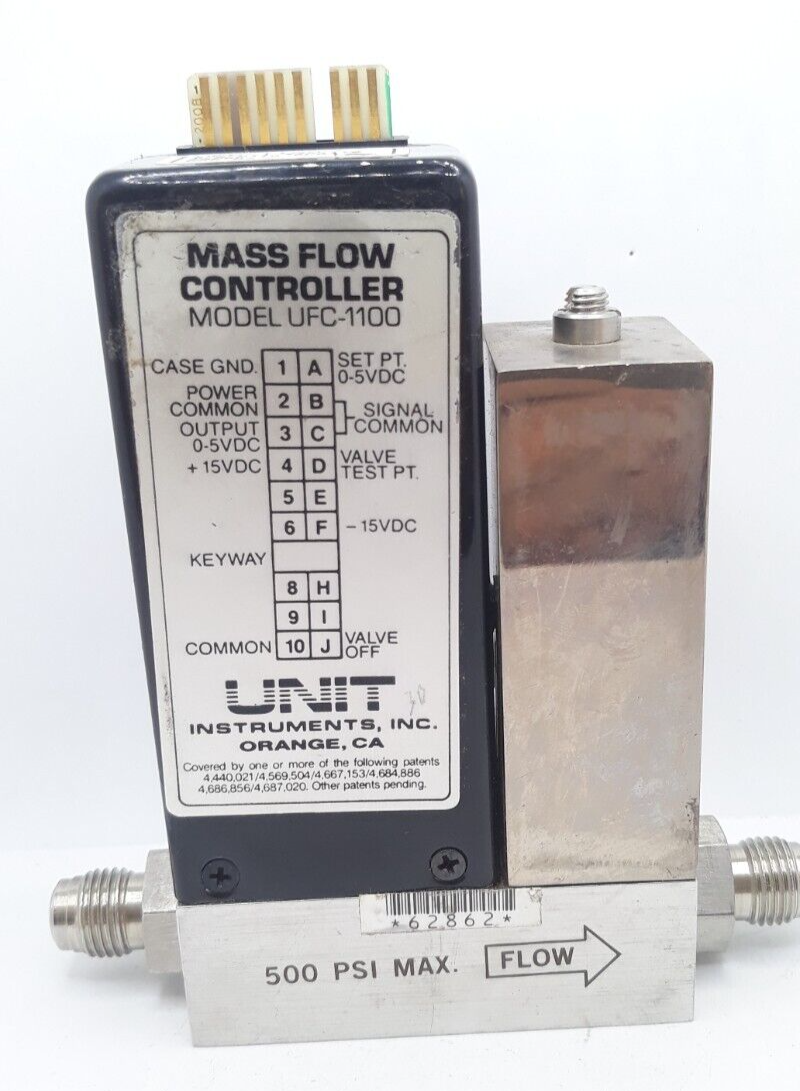 -2008-
MASS FLOW
CONTROLLER
MODEL UFC-1100
CASE GND. 1 A SET PT.
0-5VDC
POWER
COMMON 2 B SIGNAL
COMMON
OUTPUT
0-5VDC 3 C
+ 15VDC 4 D VALVE
TEST PT.
5 E
6 F – 15VDC
KEYWAY
8 H
9 I
COMMON 10 J VALVE
OFF
UNIT
30
INSTRUMENTS, INC.
ORANGE, CA
Covered by one or more of the following patents
4,440,021/4,569,504/4,667,153/4,684,886
4,686,856/4,687,020. Other patents pending.
*62862*
500 PSI MAX. FLOW